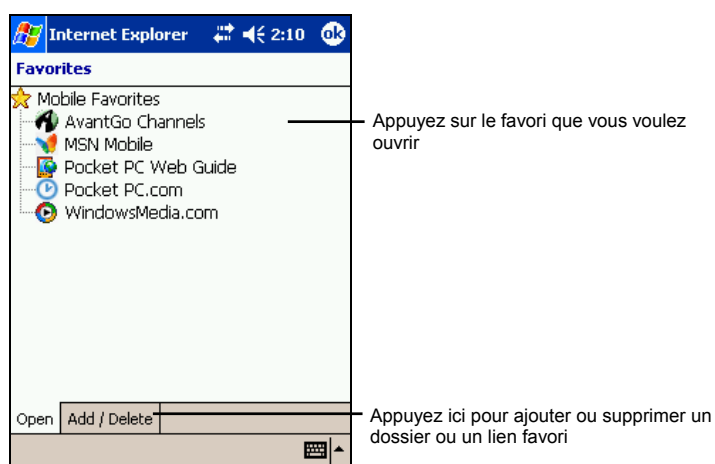 Internet Explorer 2:10 ok
Favorites
Mobile Favorites
AvantGo Channels
MSN Mobile
Pocket PC Web Guide
Pocket PC.com
WindowsMedia.com
Appuyez sur le favori que vous voulez
ouvrir
Open Add / Delete
Appuyez ici pour ajouter ou supprimer un
dossier ou un lien favori